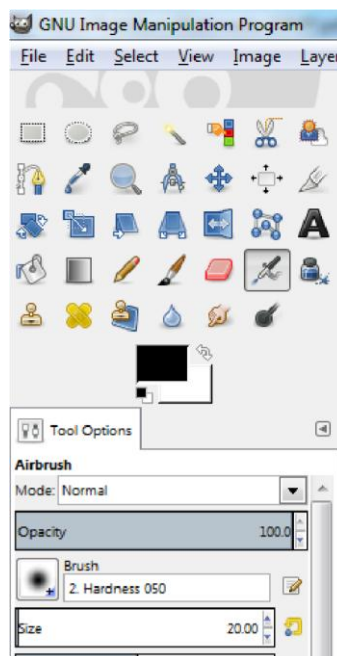 GNU Image Manipulation Program
File Edit Select View Image Layer
Tool Options
Airbrush
Mode: Normal
Opacity 100.0
Brush
2. Hardness 050
Size 20.00